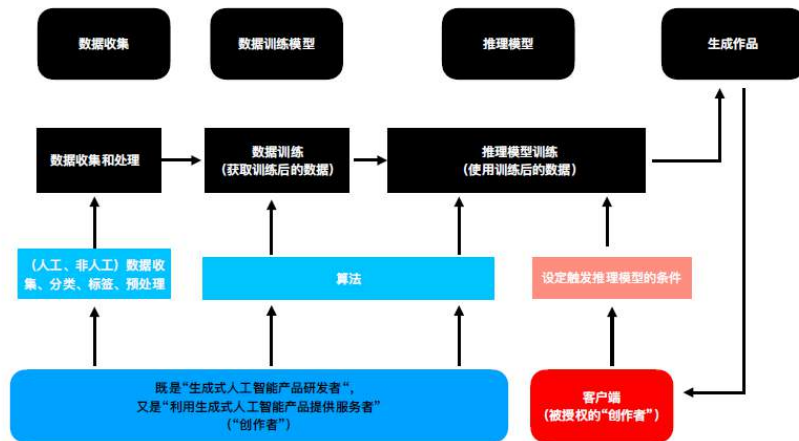 数据收集
数据训练模型
推理模型
生成作品
数据收集和处理
数据训练
（获取训练后的数据）
推理模型训练
（使用训练后的数据）
（人工、非人工）数据收
集、分类、标签、预处理
算法
设定触发推理模型的条件
既是“生成式人工智能产品研发者“,
又是“利用生成式人工智能产品提供服务者”
（“创作者”）
客户端
（被授权的“创作者”）